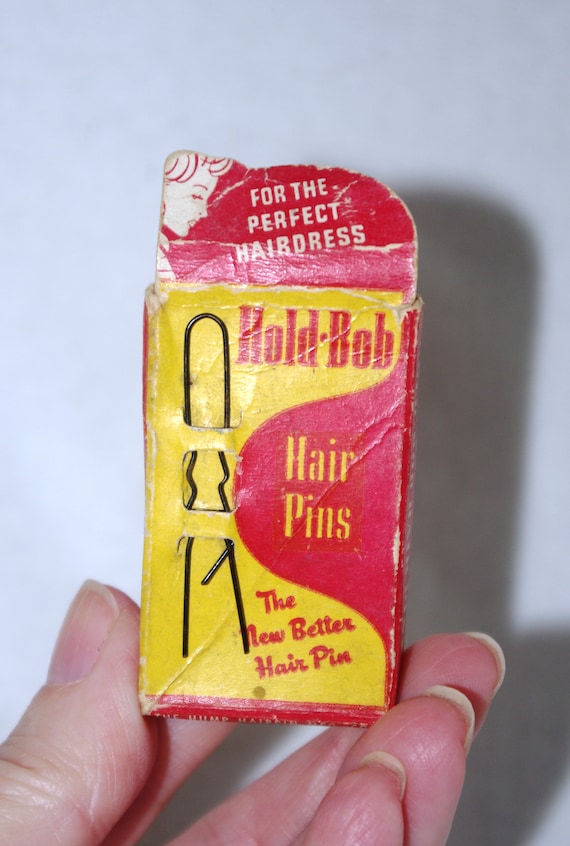 FOR THE
PERFECT
HAIRDRESS
Hold-Bob
Hair
Pins
The
New Better
Hair Pin